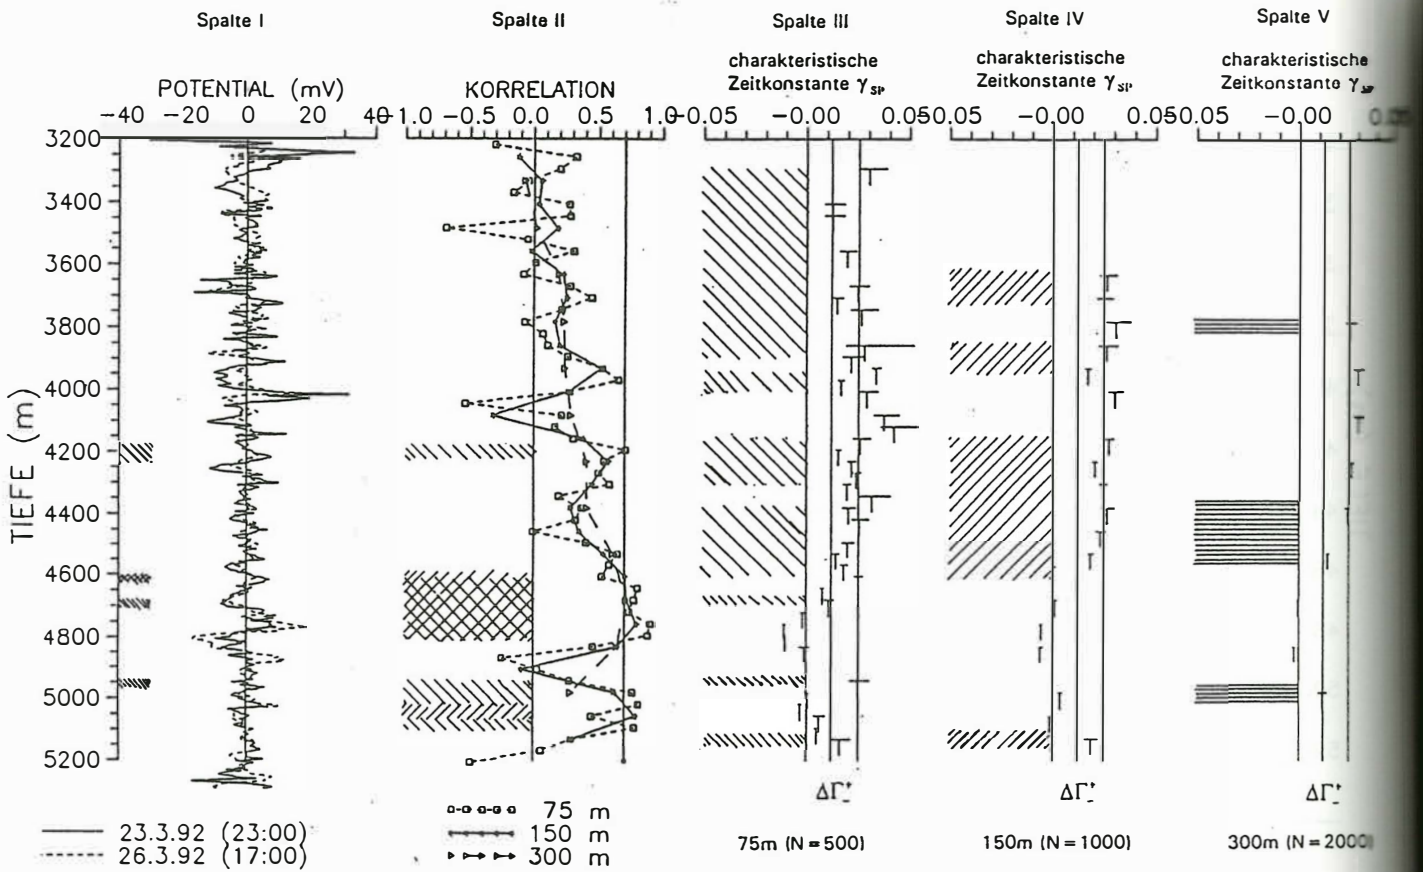 Spalte I Spalte II Spalte III Spalte IV Spalte V
charakteristische charakteristische charakteristische
Zeitkonstante γSP Zeitkonstante γSP Zeitkonstante γSP
POTENTIAL (mV) KORRELATION
−40 −20 0 20 40 −1.0 −0.5 0.0 0.5 1.0 −0.05 −0.00 0.05 −0.05 −0.00 0.05 −0.05 −0.00 0.05
3200
3400
3600
3800
4000
4200
4400
4600
4800
5000
5200
TIEFE (m)
ΔΓ⁺₋ ΔΓ⁺₋ ΔΓ⁺₋
23.3.92 (23:00)
26.3.92 (17:00)
75 m
150 m
300 m
75m (N = 500) 150m (N = 1000) 300m (N = 2000)